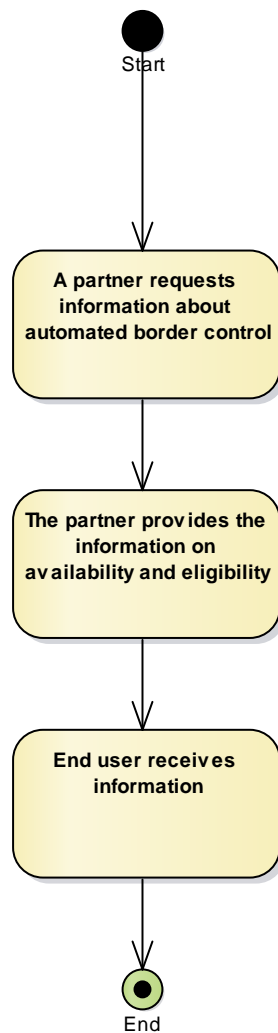 Start
A partner requests
information about
automated border control
The partner provides the
information on
availability and eligibility
End user receives
information
End